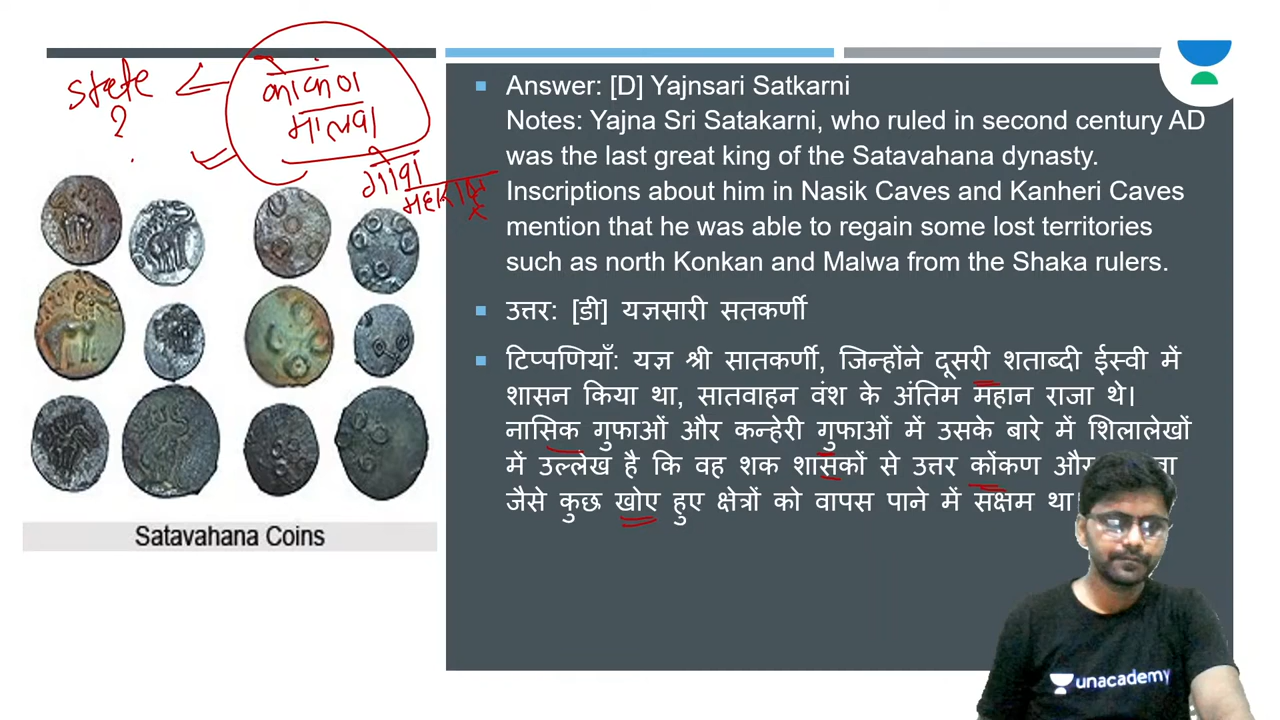 State
?
कोंकण
मालवा
गोवा
महाराष्ट्र
Satavahana Coins
Answer: [D] Yajnsari Satkarni
Notes: Yajna Sri Satakarni, who ruled in second century AD
was the last great king of the Satavahana dynasty.
Inscriptions about him in Nasik Caves and Kanheri Caves
mention that he was able to regain some lost territories
such as north Konkan and Malwa from the Shaka rulers.
उत्तर: [डी] यज्ञसारी सतकर्णी
टिप्पणियाँ: यज्ञ श्री सातकर्णी, जिन्होंने दूसरी शताब्दी ईस्वी में
शासन किया था, सातवाहन वंश के अंतिम महान राजा थे।
नासिक गुफाओं और कन्हेरी गुफाओं में उसके बारे में शिलालेखों
में उल्लेख है कि वह शक शासकों से उत्तर कोंकण
जैसे कुछ खोए हुए क्षेत्रों को वापस पाने में सक्षम था
unacademy